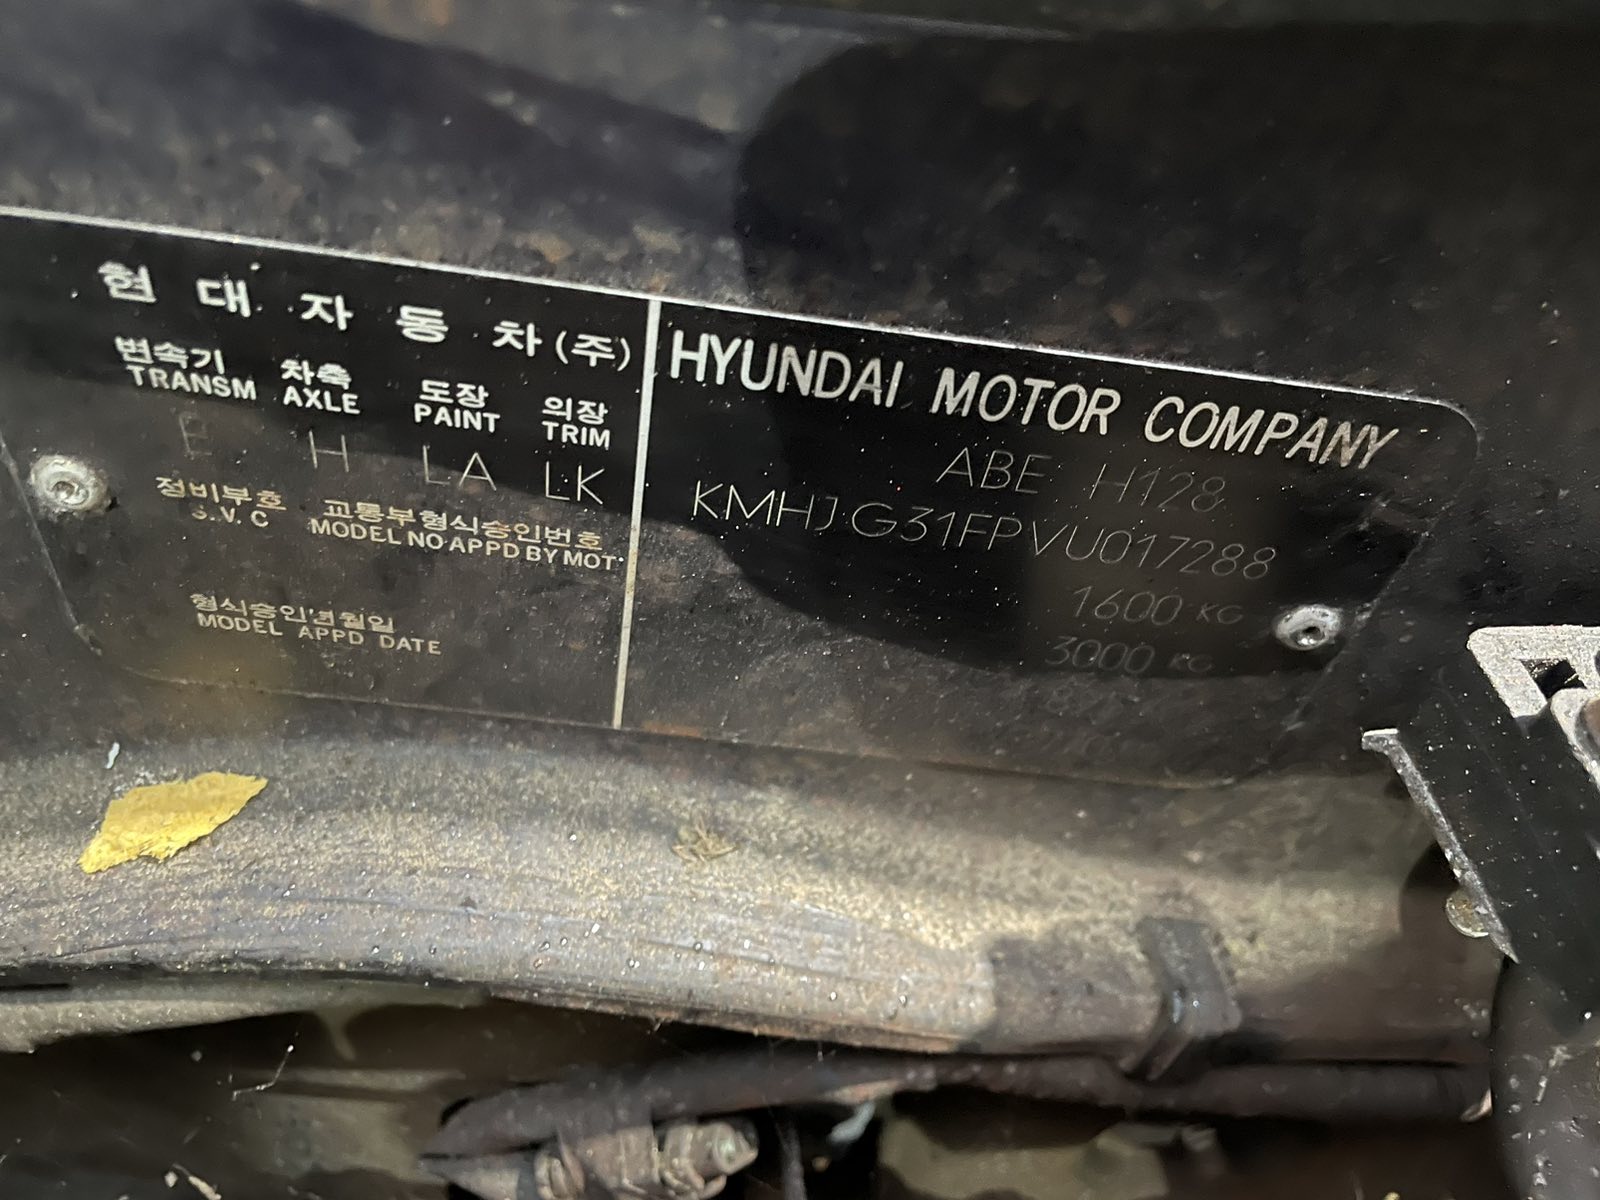 현대자동차(주)
변속기 차축 도장 의장
TRANSM AXLE PAINT TRIM
E H LA LK
정비부호 교통부형식승인번호
S.V.C MODEL NO APPD BY MOT
형식승인년월일
MODEL APPD DATE
HYUNDAI MOTOR COMPANY
ABE H128
KMHJG31FPVU017288
1600 KG
3000 KG